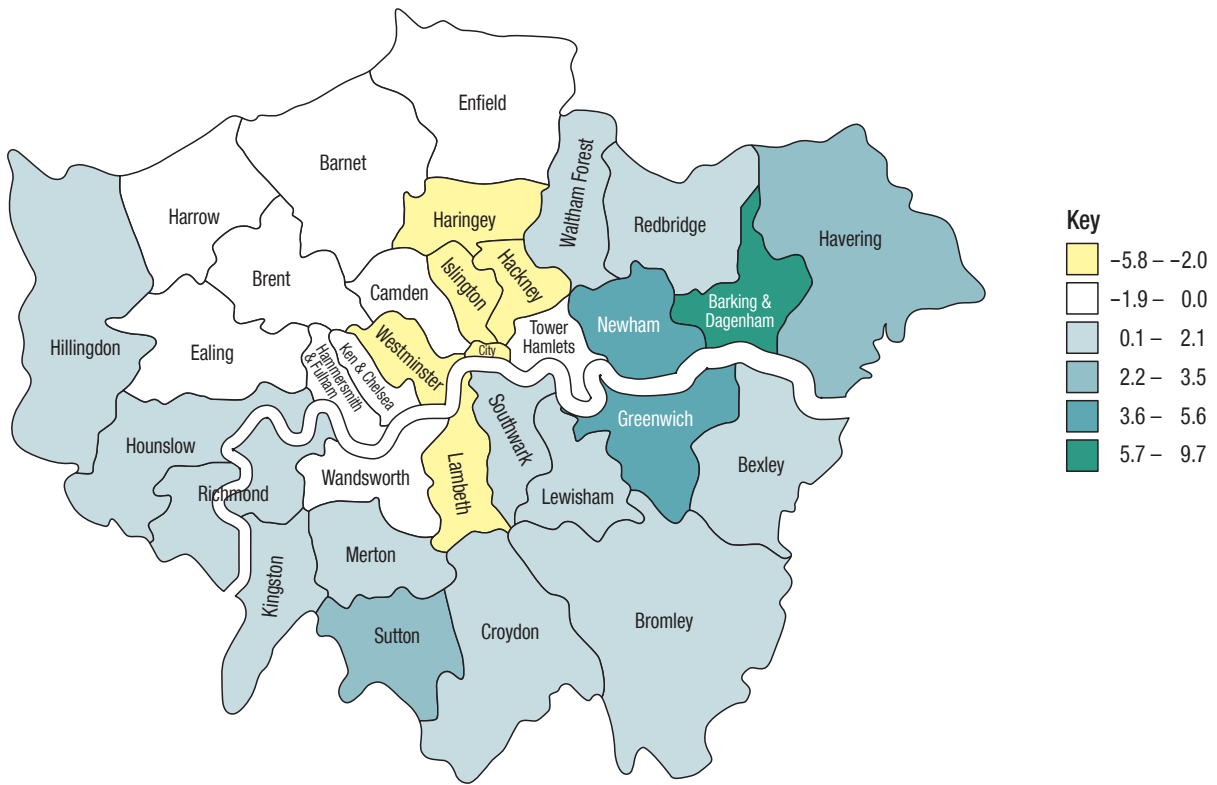 Enfield
Barnet
Waltham Forest
Harrow
Haringey
Redbridge
Havering
Brent
Camden
Islington
Hackney
Hillingdon
Ealing
Hammersmith
& Fulham
Ken & Chelsea
Westminster
City
Tower
Hamlets
Newham
Barking &
Dagenham
Hounslow
Richmond
Wandsworth
Lambeth
Southwark
Lewisham
Greenwich
Bexley
Kingston
Merton
Sutton
Croydon
Bromley
Key
−5.8 – −2.0
−1.9 – 0.0
0.1 – 2.1
2.2 – 3.5
3.6 – 5.6
5.7 – 9.7